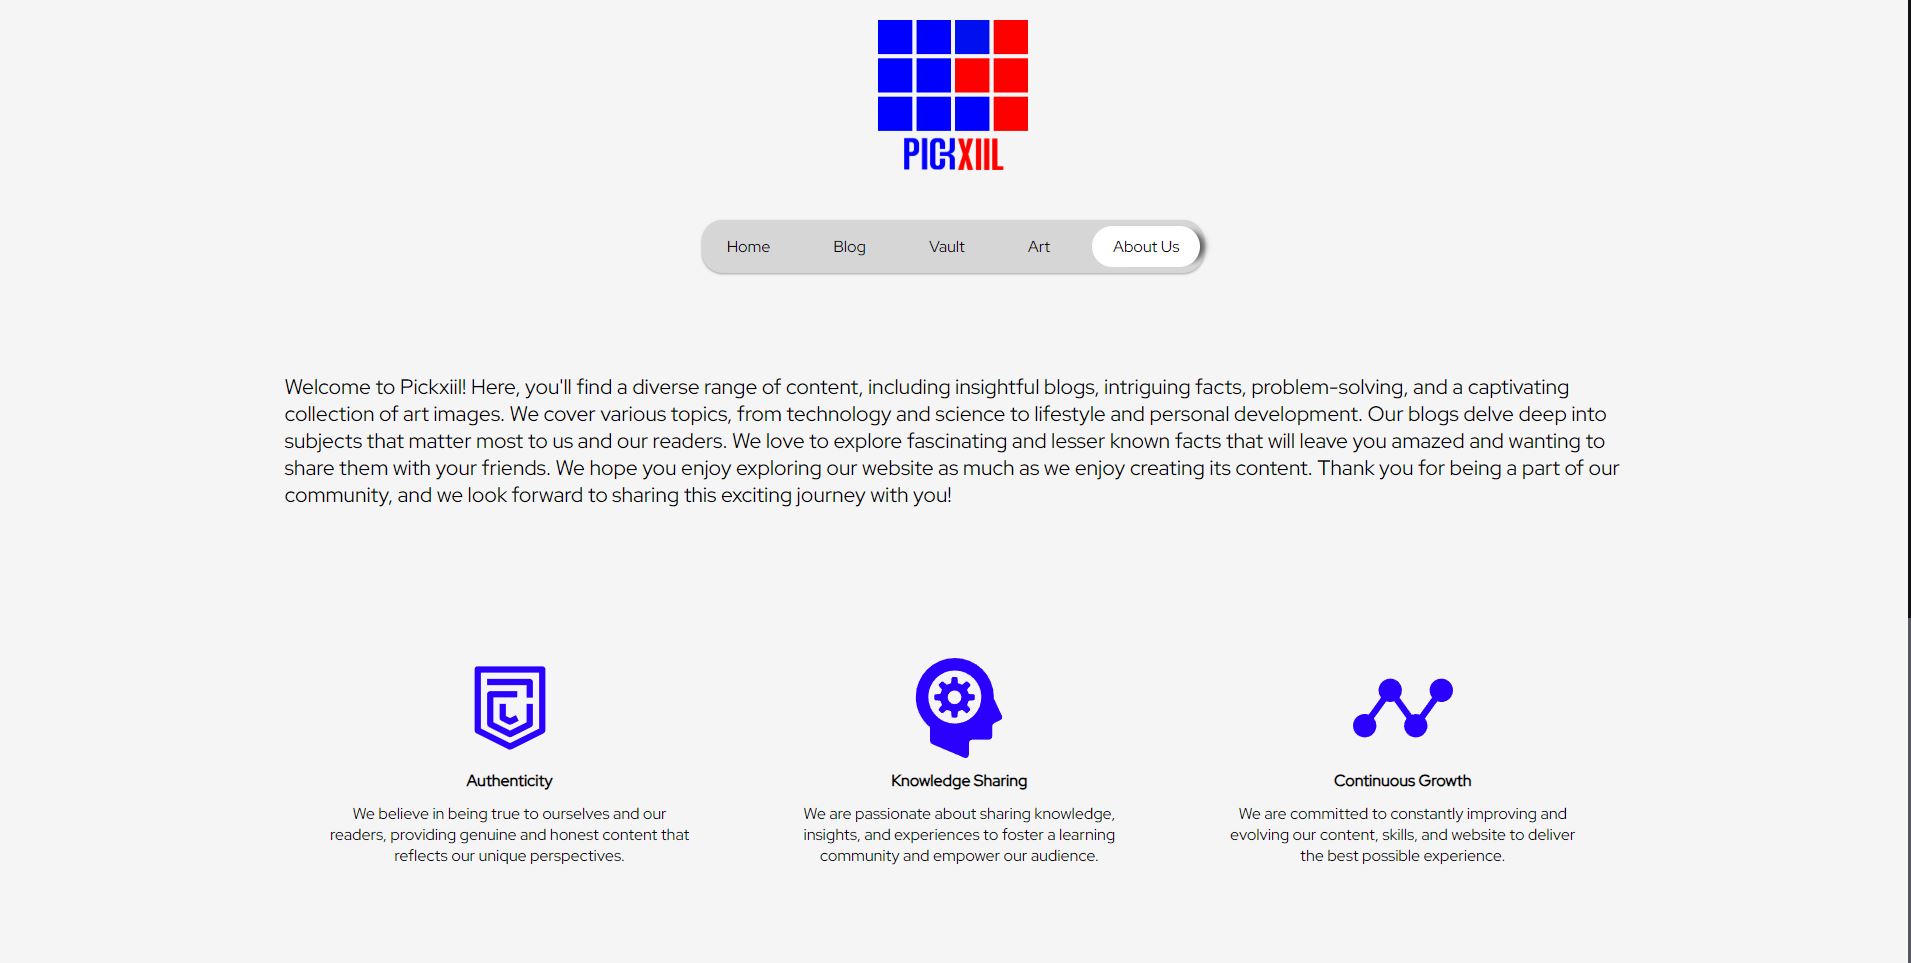 PICKXIIL
Home Blog Vault Art About Us
Welcome to Pickxiil! Here, you'll find a diverse range of content, including insightful blogs, intriguing facts, problem-solving, and a captivating
collection of art images. We cover various topics, from technology and science to lifestyle and personal development. Our blogs delve deep into
subjects that matter most to us and our readers. We love to explore fascinating and lesser known facts that will leave you amazed and wanting to
share them with your friends. We hope you enjoy exploring our website as much as we enjoy creating its content. Thank you for being a part of our
community, and we look forward to sharing this exciting journey with you!
Authenticity
We believe in being true to ourselves and our
readers, providing genuine and honest content that
reflects our unique perspectives.
Knowledge Sharing
We are passionate about sharing knowledge,
insights, and experiences to foster a learning
community and empower our audience.
Continuous Growth
We are committed to constantly improving and
evolving our content, skills, and website to deliver
the best possible experience.